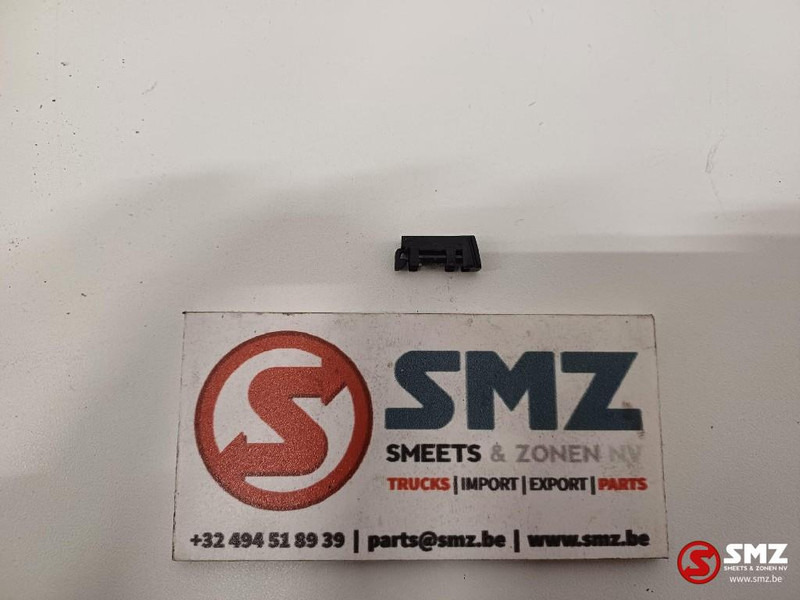 SMZ
SMEETS & ZONEN NV
TRUCKS | IMPORT | EXPORT | PARTS
+32 494 51 89 39 | parts@smz.be | www.smz.be
SMZ
SMEETS & ZONEN NV
www.smz.be